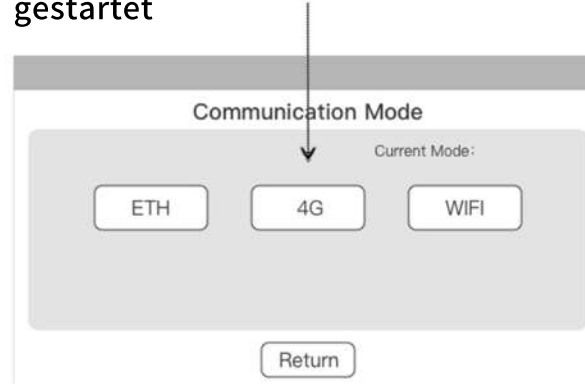 gestartet
Communication Mode
Current Mode:
ETH 4G WIFI
Return